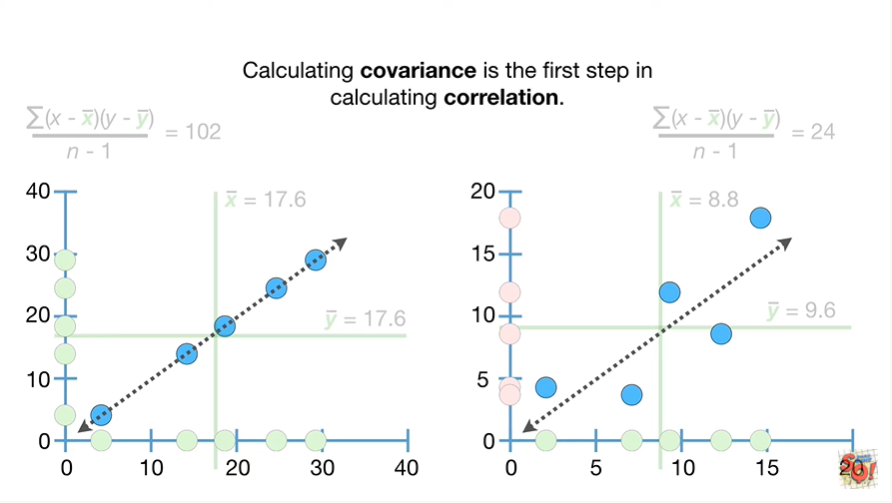 Calculating covariance is the first step in
calculating correlation.
∑(x - x̄)(y - ȳ)
n - 1
= 102
∑(x - x̄)(y - ȳ)
n - 1
= 24
40
30
20
10
0
x̄ = 17.6
ȳ = 17.6
0 10 20 30 40
20
15
10
5
0
x̄ = 8.8
ȳ = 9.6
0 5 10 15
SQ!